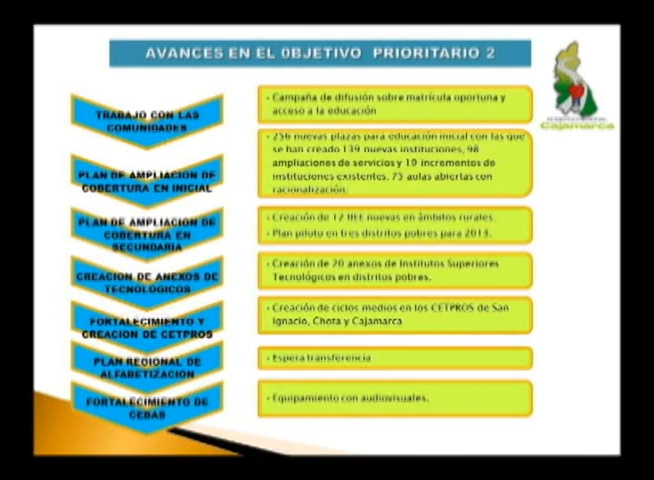 AVANCES EN EL 0BJETIVO PRIORITARIO 2
TRABAJO CON LAS
COMUNIDADES
- Campaña de difusión sobre matrícula oportuna y
acceso a la educación
PLAN DE AMPLIACION DE
COBERTURA EN INICIAL
- 256 nuevas plazas para educación inicial con las que
se han creado 139 nuevas instituciones, 98
ampliaciones de servicios y 19 incrementos de
instituciones existentes. 75 aulas abiertas con
racionalización.
PLAN DE AMPLIACION DE
COBERTURA EN
SECUNDARIA
- Creación de 12 IIEE nuevas en ámbitos rurales.
- Plan piloto en tres distritos pobres para 2013.
CREACION DE ANEXOS DE
TECNOLOGICOS
- Creación de 20 anexos de Institutos Superiores
Tecnológicos en distritos pobres.
FORTALECIMIENTO Y
CREACION DE CETPROS
- Creación de ciclos medios en los CETPROS de San
Ignacio, Chota y Cajamarca
PLAN REGIONAL DE
ALFABETIZACION
- Espera transferencia
FORTALECIMIENTO DE
CEBAS
- Equipamiento con audiovisuales.
Cajamarca